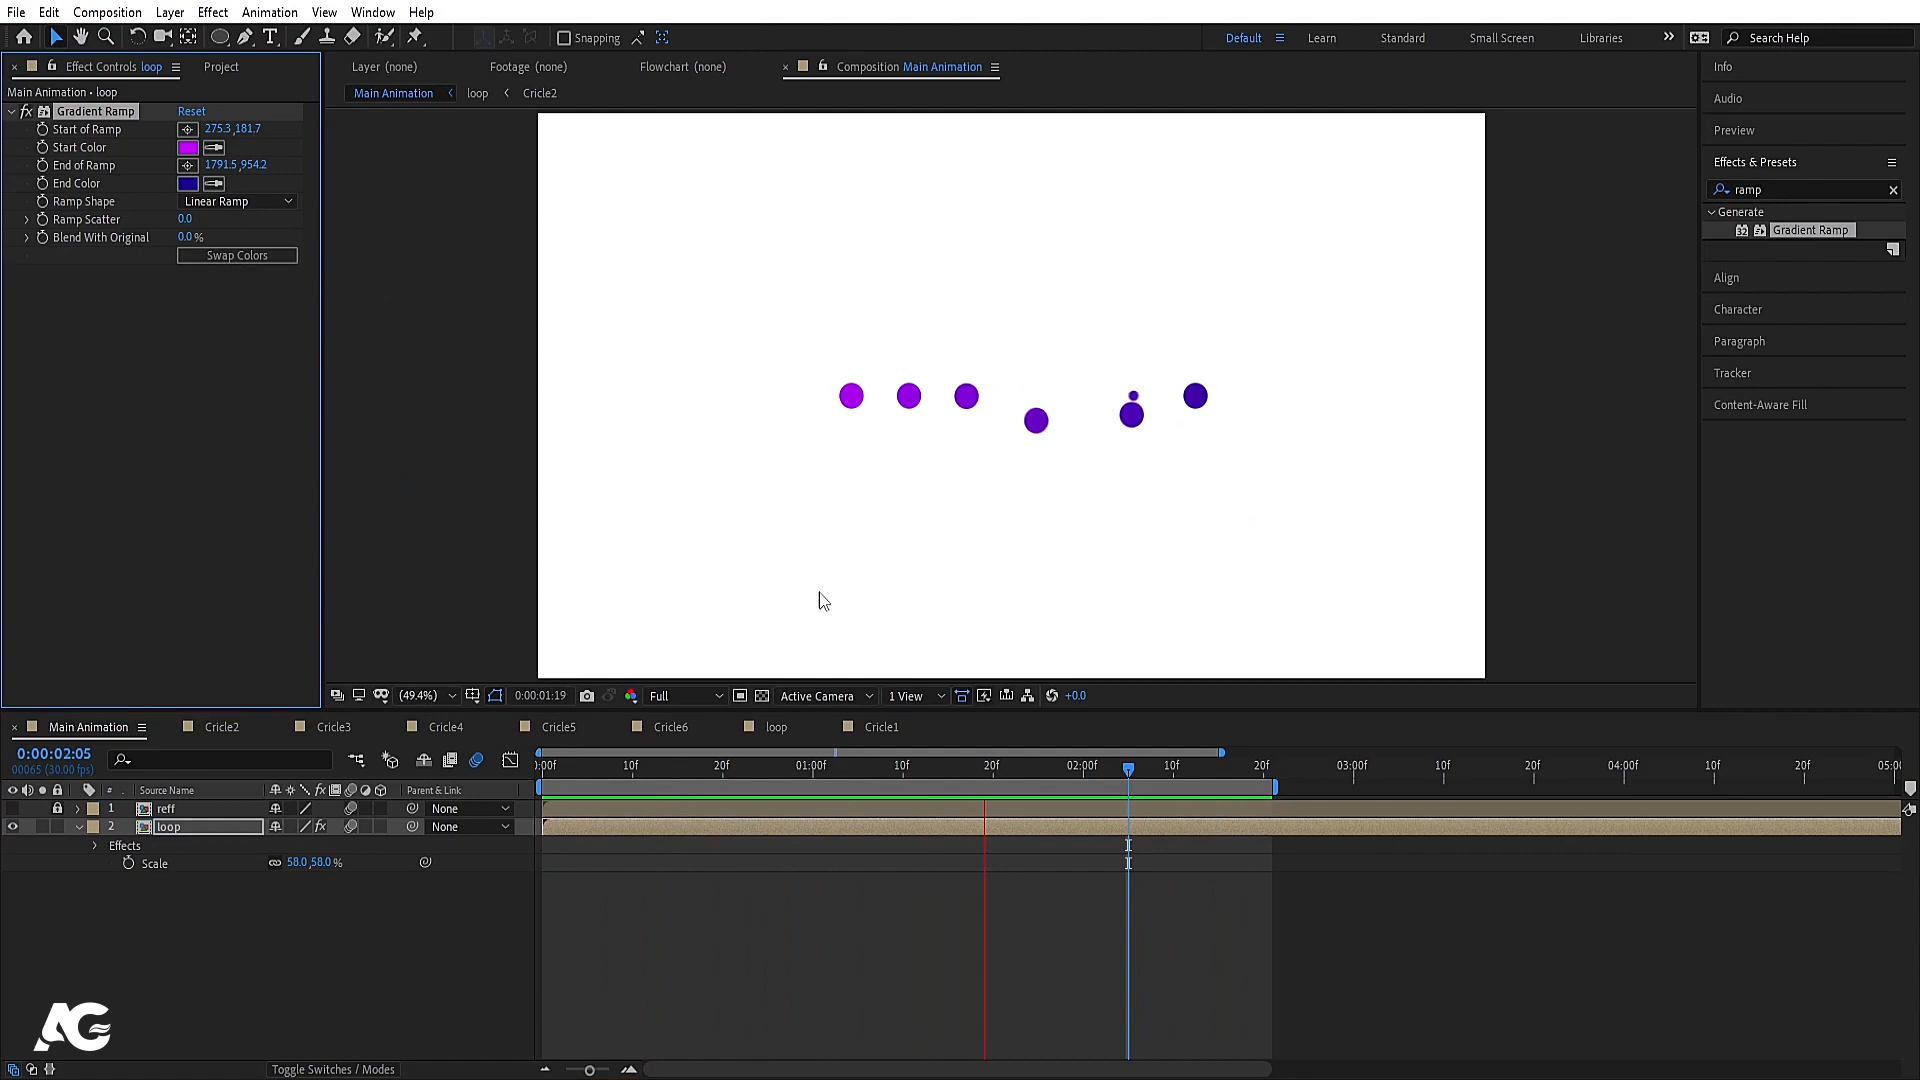 File Edit Composition Layer Effect Animation View Window Help
Snapping Default Learn Standard Small Screen Libraries Search Help
Effect Controls loop Project Layer (none) Footage (none) Flowchart (none) Composition Main Animation Info
Main Animation • loop Main Animation loop Cricle2
Gradient Ramp Reset
Start of Ramp 275.3 ,181.7
Start Color
End of Ramp 1791.5 ,954.2
End Color
Ramp Shape Linear Ramp
Ramp Scatter 0.0
Blend With Original 0.0 %
Swap Colors
Audio
Preview
Effects & Presets
ramp
Generate
32 Gradient Ramp
Align
Character
Paragraph
Tracker
Content-Aware Fill
(49.4%) 0:00:01:19 Full Active Camera 1 View +0.0
Main Animation Cricle2 Cricle3 Cricle4 Cricle5 Cricle6 loop Cricle1
0:00:02:05
00065 (30.00 fps)
):00f 10f 20f 01:00f 10f 20f 02:00f 10f 20f 03:00f 10f 20f 04:00f 10f 20f 05:00
# Source Name fx Parent & Link
1 reff None
2 loop fx None
Effects
Scale 58.0 ,58.0 %
AG
Toggle Switches / Modes